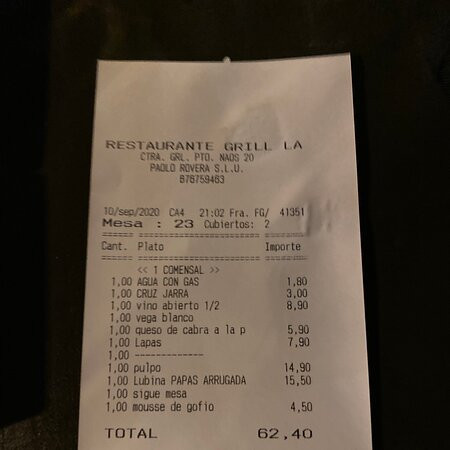 RESTAURANTE GRILL LA
CTRA. GRL. PTO. NAOS 20
PAOLO ROVERA S.L.U.
678759463
10/sep/2020 CA4 21:02 Fra. FG/ 41351
Mesa : 23 Cubiertos: 2
Cant. Plato Importe
<< 1 COMENSAL >>
1,00 AGUA CON GAS 1,80
1,00 CRUZ JARRA 3,00
1,00 vino abierto 1/2 8,90
1,00 vega blanco
1,00 queso de cabra a la p 5,90
1,00 Lapas 7,90
1,00 -------------
1,00 pulpo 14,90
1,00 Lubina PAPAS ARRUGADA 15,50
1,00 sigue mesa
1,00 mousse de gofio 4,50
TOTAL 62,40